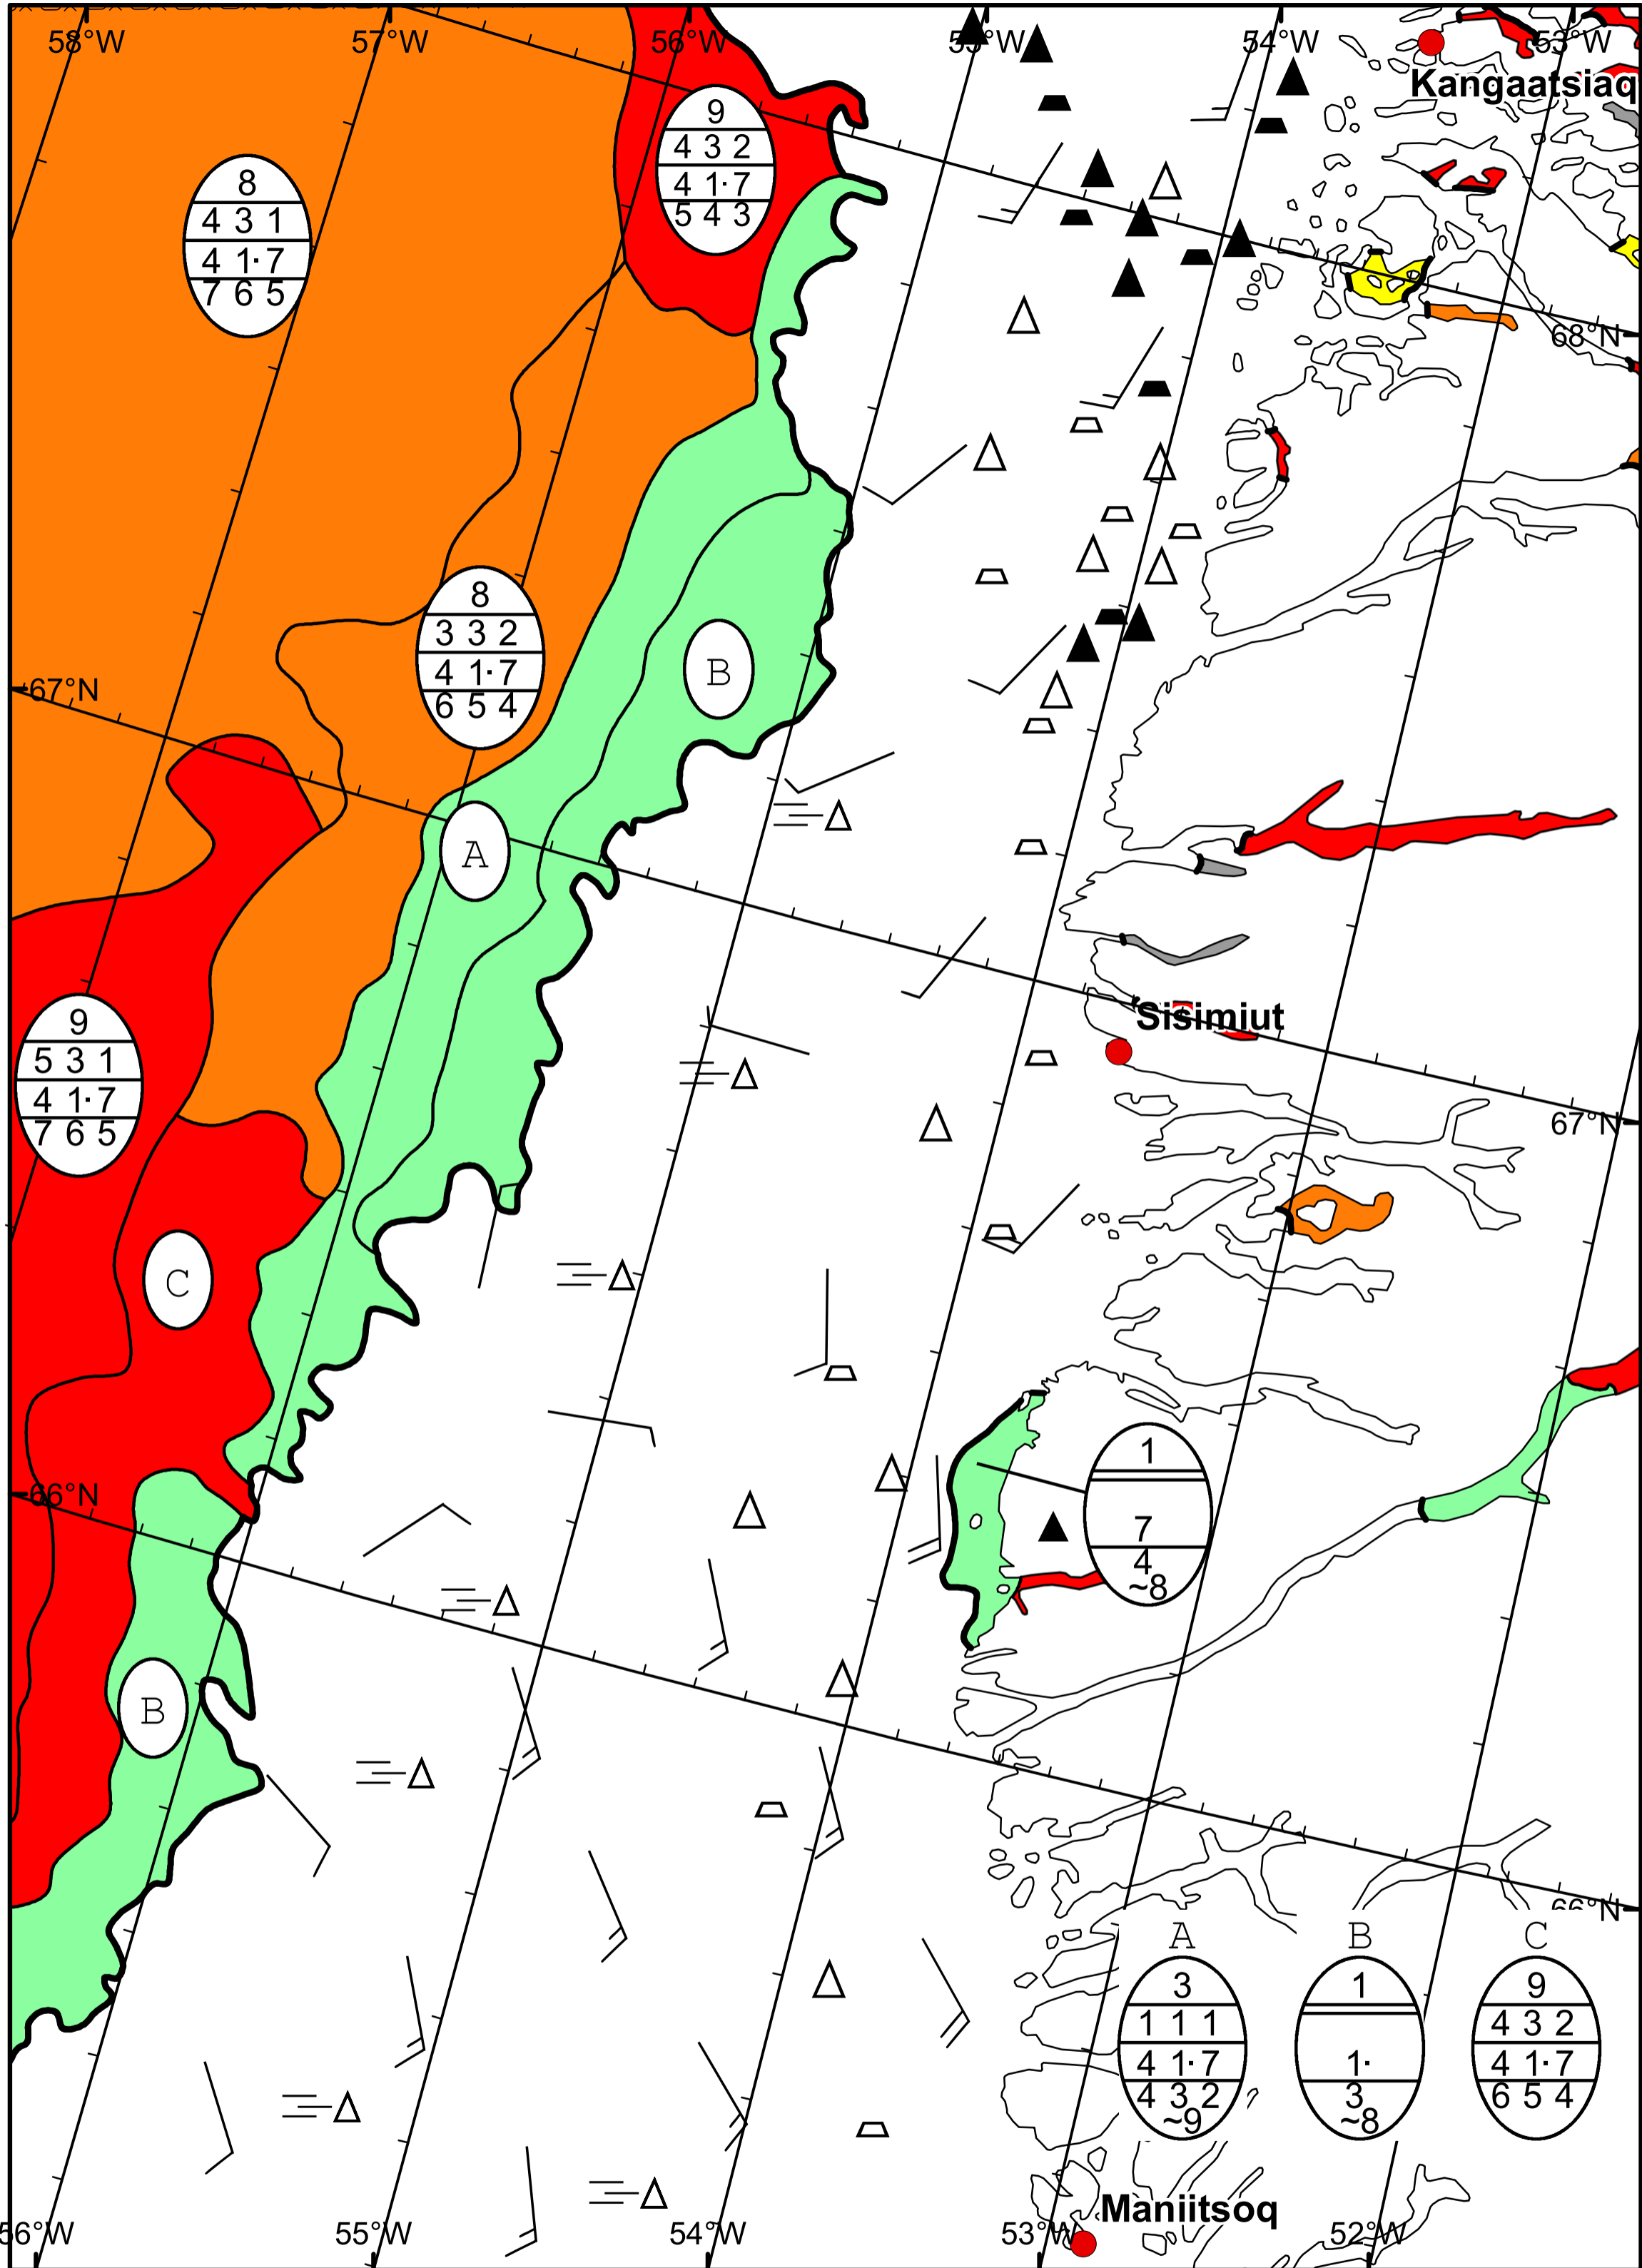 58°W
57°W
56°W
55°W
54°W
53°W
Kangaatsiaq
9
4 3 2
4 1·7
5 4 3
8
4 3 1
4 1·7
7 6 5
68°N
8
3 3 2
4 1·7
6 5 4
B
67°N
A
9
5 3 1
4 1·7
7 6 5
Sisimiut
67°N
C
1
7
4
~8
66°N
B
66°N
A
3
1 1 1
4 1·7
4 3 2
~9
B
1
1·
3
~8
C
9
4 3 2
4 1·7
6 5 4
Maniitsoq
56°W
55°W
54°W
53°W
52°W